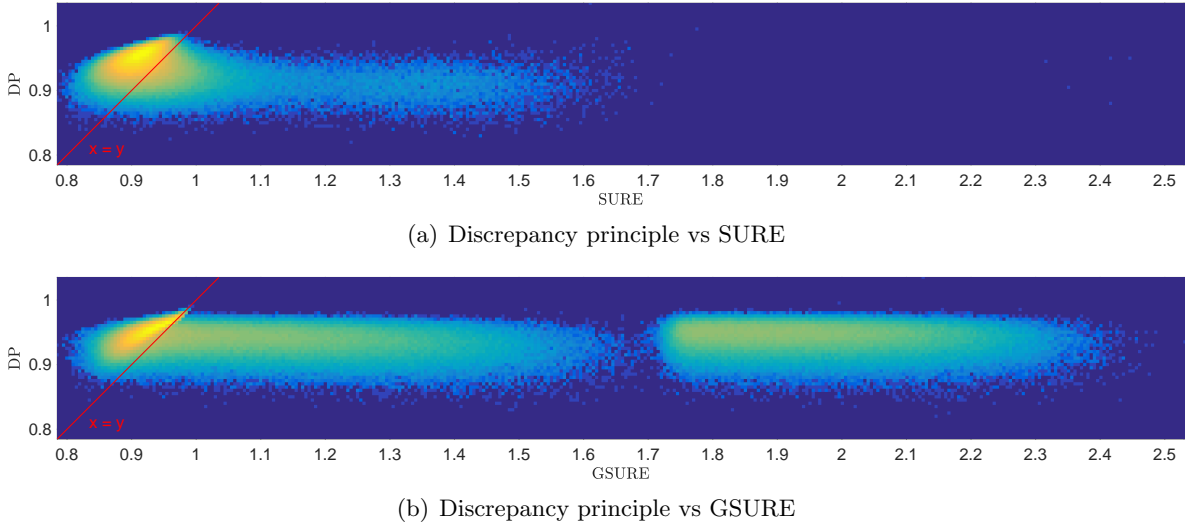 1
0.9
0.8
DP
x = y
0.8 0.9 1 1.1 1.2 1.3 1.4 1.5 1.6 1.7 1.8 1.9 2 2.1 2.2 2.3 2.4 2.5
SURE
(a) Discrepancy principle vs SURE
1
0.9
0.8
DP
x = y
0.8 0.9 1 1.1 1.2 1.3 1.4 1.5 1.6 1.7 1.8 1.9 2 2.1 2.2 2.3 2.4 2.5
GSURE
(b) Discrepancy principle vs GSURE